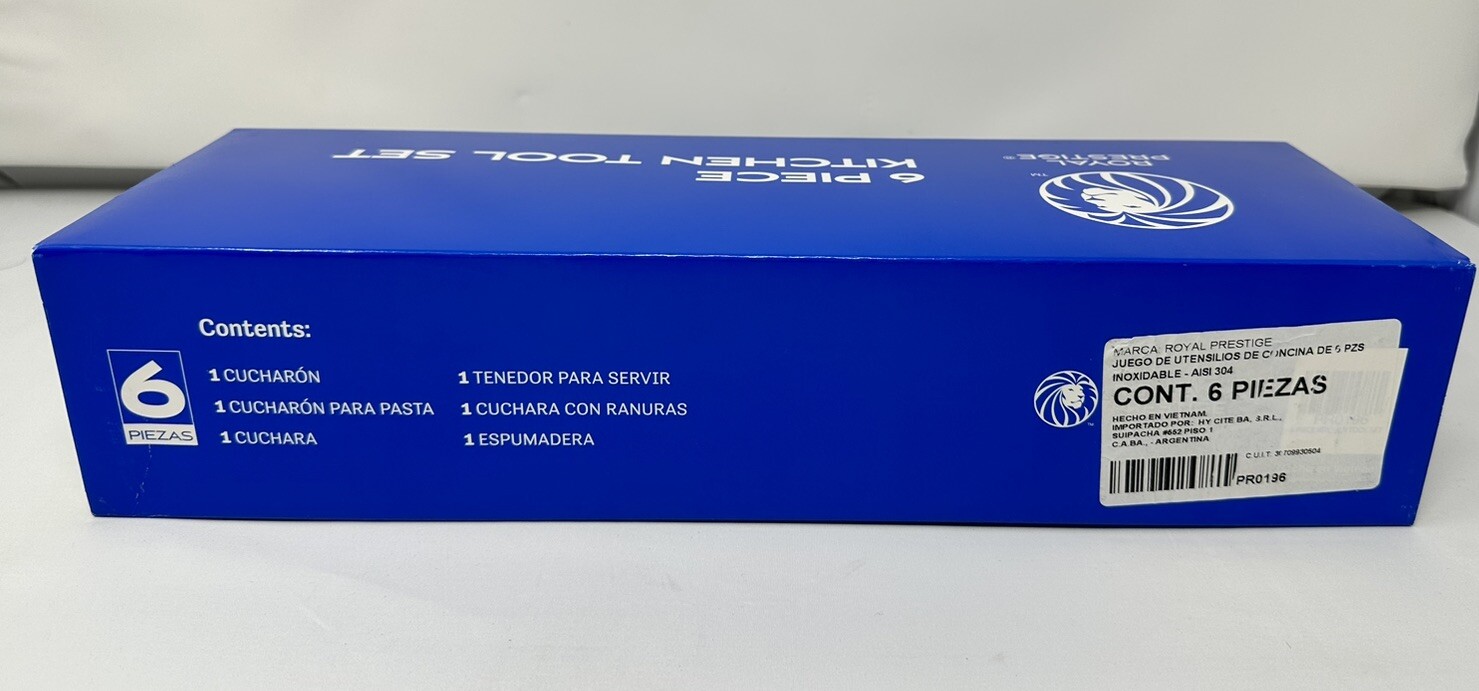 6 PIECE
KITCHEN TOOL SET
ROYAL
PRESTIGE®
™
Contents:
6
PIEZAS
1 CUCHARÓN
1 CUCHARÓN PARA PASTA
1 CUCHARA
1 TENEDOR PARA SERVIR
1 CUCHARA CON RANURAS
1 ESPUMADERA
™
MARCA: ROYAL PRESTIGE
JUEGO DE UTENSILIOS DE CONCINA DE 6 PZS
INOXIDABLE - AISI 304
CONT. 6 PIEZAS
HECHO EN VIETNAM.
IMPORTADO POR: HY CITE BA, S.R.L.,
SUIPACHA #652 PISO 1
C.A.BA., - ARGENTINA
C.U.I.T. 30709930504
PR0196